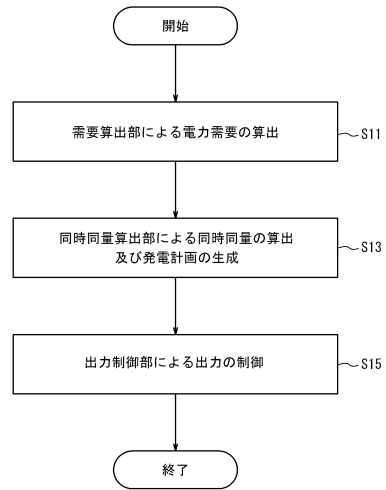 開始
需要算出部による電力需要の算出
S11
同時同量算出部による同時同量の算出
及び発電計画の生成
S13
出力制御部による出力の制御
S15
終了